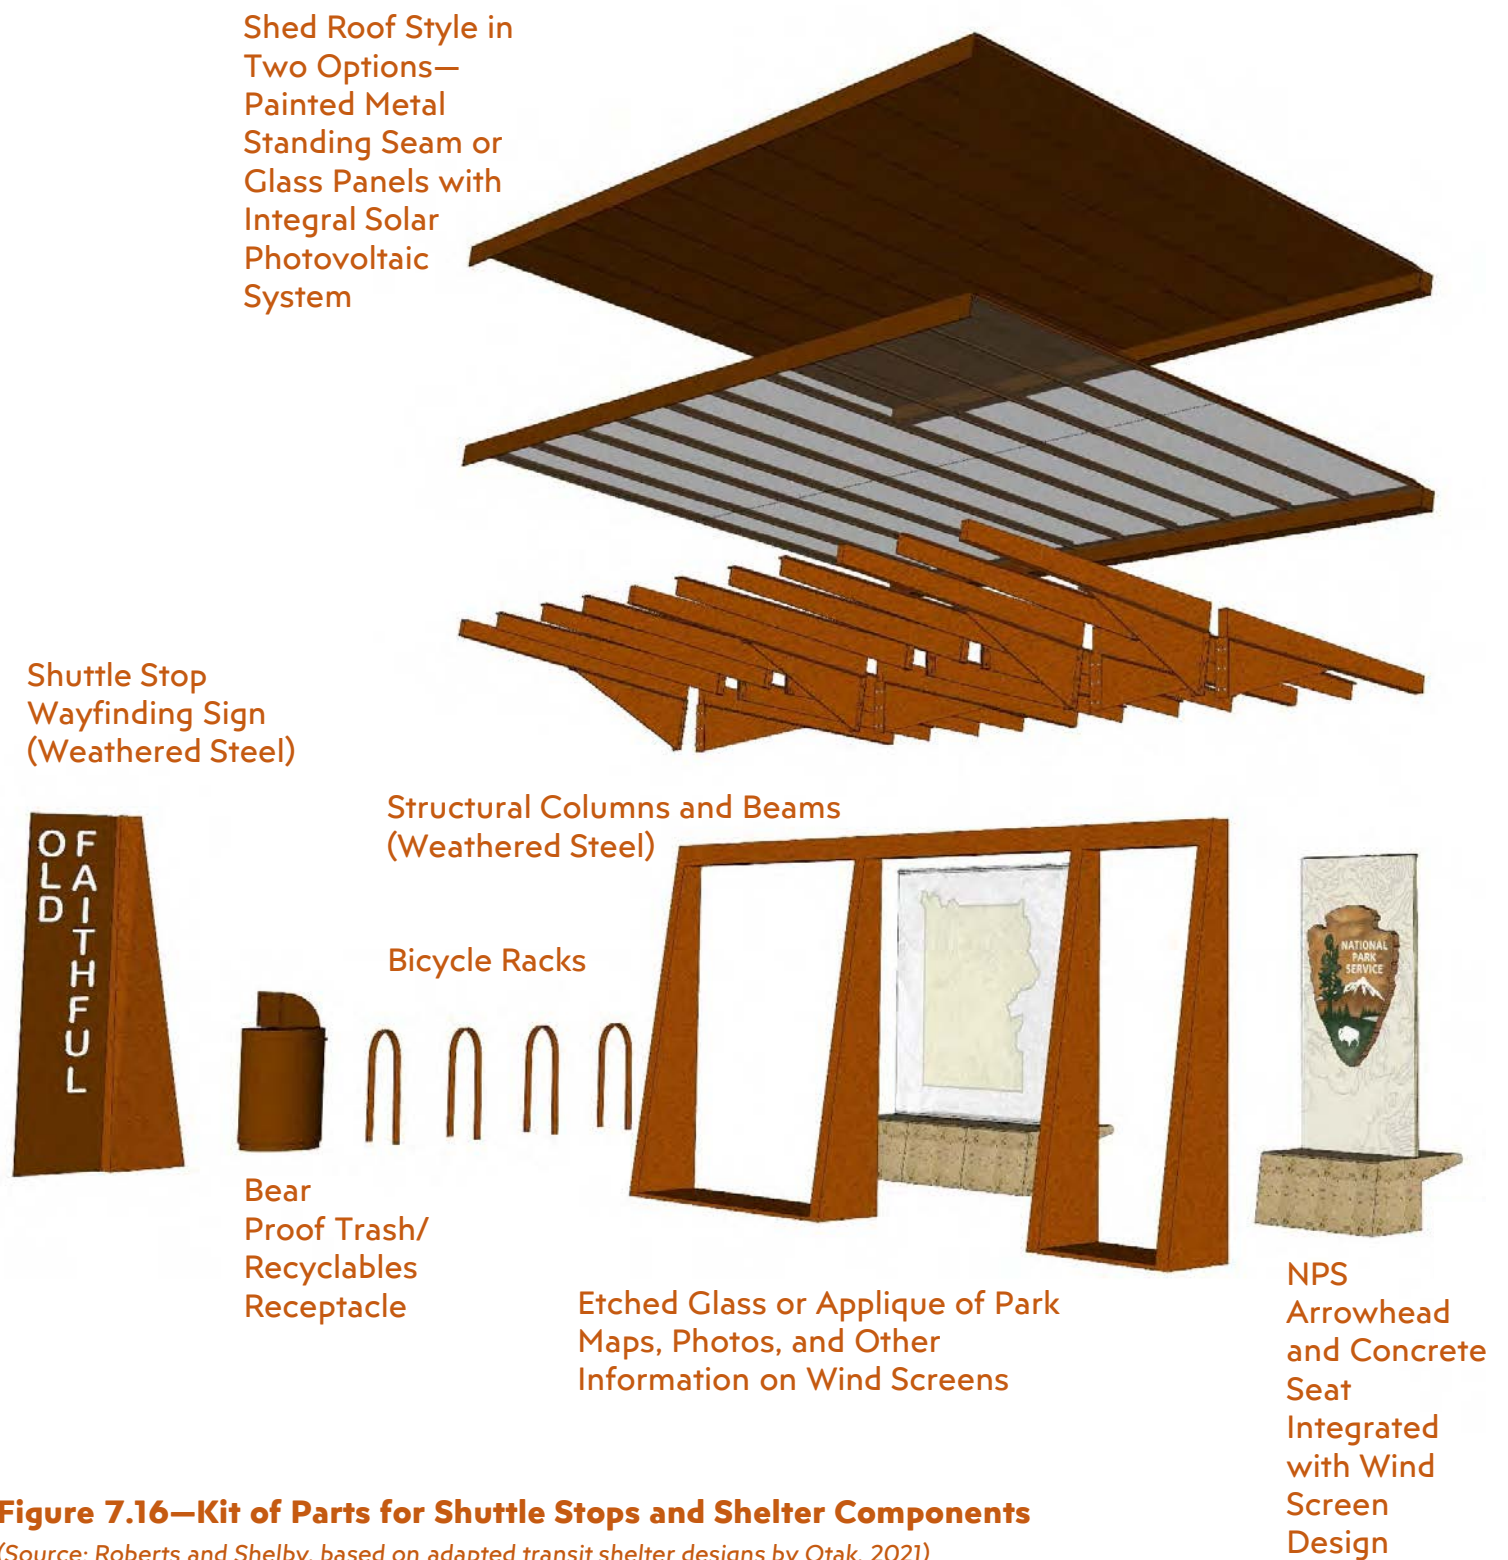 Shed Roof Style in
Two Options—
Painted Metal
Standing Seam or
Glass Panels with
Integral Solar
Photovoltaic
System
Shuttle Stop
Wayfinding Sign
(Weathered Steel)
Structural Columns and Beams
(Weathered Steel)
OLD
FAITHFUL
Bicycle Racks
NATIONAL
PARK
SERVICE
Bear
Proof Trash/
Recyclables
Receptacle
Etched Glass or Applique of Park
Maps, Photos, and Other
Information on Wind Screens
NPS
Arrowhead
and Concrete
Seat
Integrated
with Wind
Screen
Design
Figure 7.16—Kit of Parts for Shuttle Stops and Shelter Components
(Source: Roberts and Shelby, based on adapted transit shelter designs by Otak, 2021)